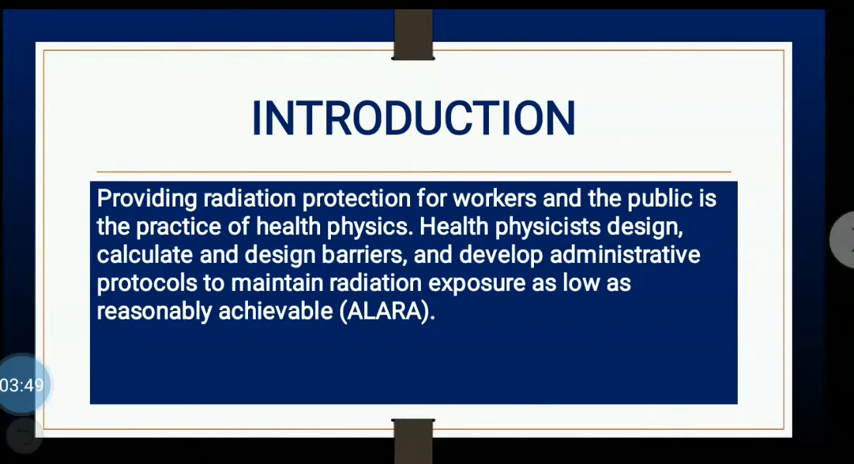 INTRODUCTION
Providing radiation protection for workers and the public is
the practice of health physics. Health physicists design,
calculate and design barriers, and develop administrative
protocols to maintain radiation exposure as low as
reasonably achievable (ALARA).
03:49